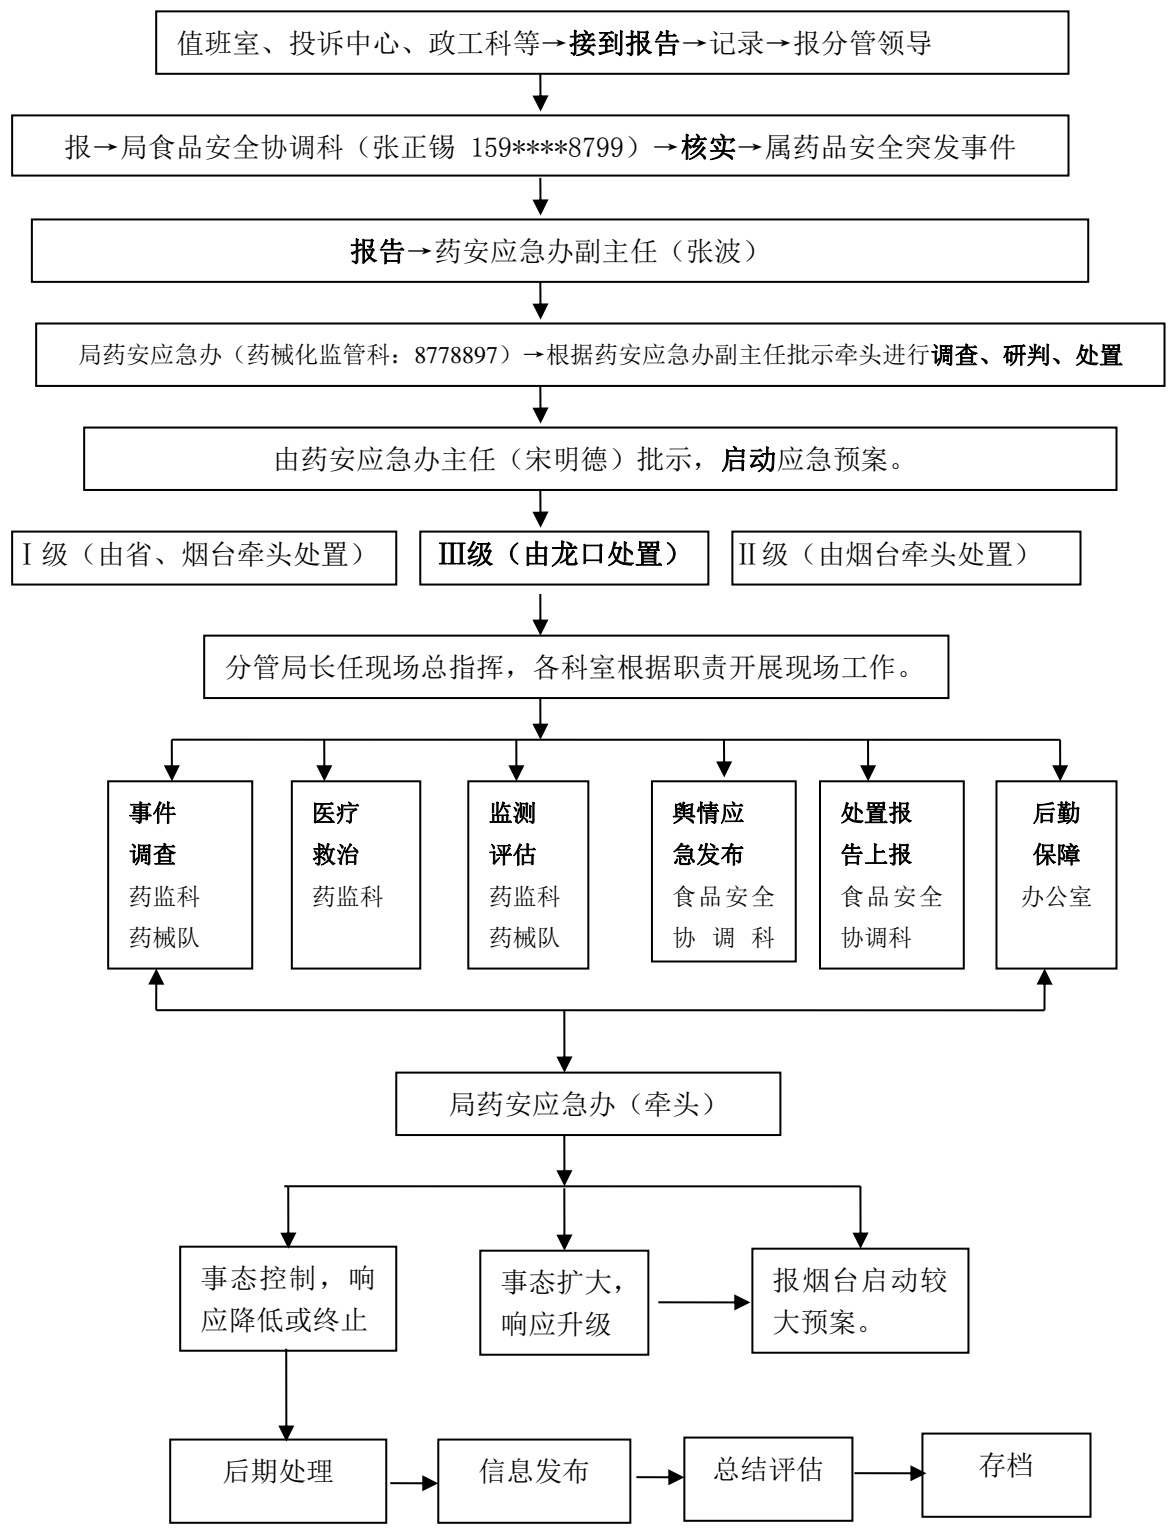 值班室、投诉中心、政工科等→接到报告→记录→报分管领导
报→局食品安全协调科（张正锡 159****8799）→核实→属药品安全突发事件
报告→药安应急办副主任（张波）
局药安应急办（药械化监管科：8778897）→根据药安应急办副主任批示牵头进行调查、研判、处置
由药安应急办主任（宋明德）批示，启动应急预案。
Ⅰ级（由省、烟台牵头处置）
Ⅲ级（由龙口处置）
Ⅱ级（由烟台牵头处置）
分管局长任现场总指挥，各科室根据职责开展现场工作。
事件
调查
药监科
药械队
医疗
救治
药监科
监测
评估
药监科
药械队
舆情应
急发布
食品安全
协调科
处置报
告上报
食品安全
协调科
后勤
保障
办公室
局药安应急办（牵头）
事态控制，响
应降低或终止
事态扩大，
响应升级
报烟台启动较
大预案。
后期处理
信息发布
总结评估
存档